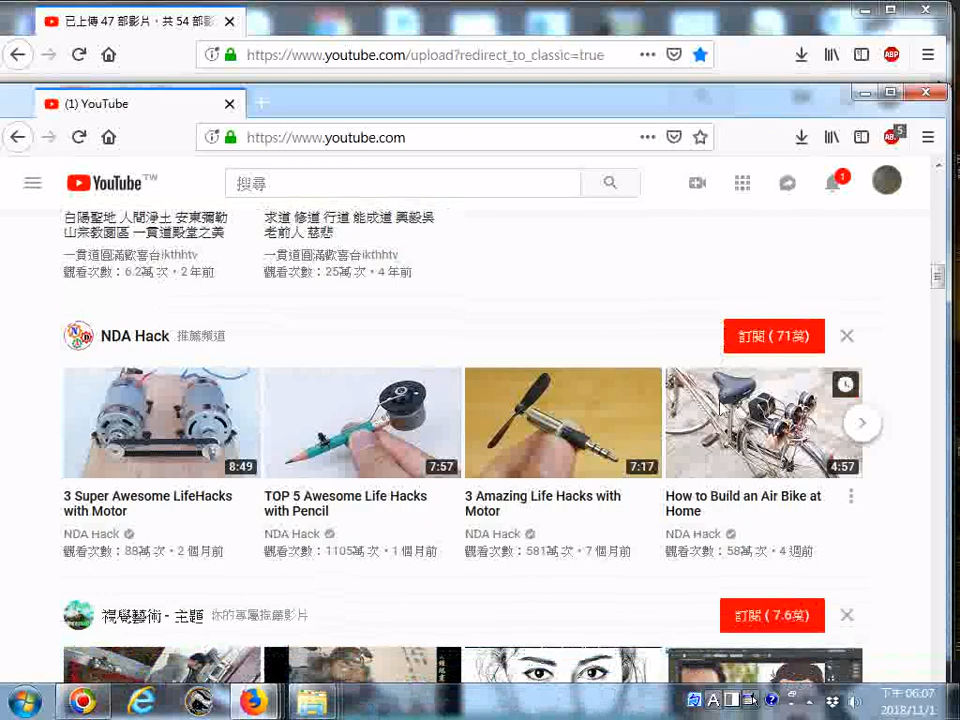 已上傳 47 部影片，共 54 部影
https://www.youtube.com/upload?redirect_to_classic=true
ABP
(1) YouTube
https://www.youtube.com
5
YouTube TW
搜尋
1
白陽聖地 人間淨土 安東彌勒
山宗教園區 一貫道殿堂之美
一貫道圓滿歡喜台ikthhtv
觀看次數：6.2萬 次・2 年前
求道 修道 行道 能成道 興毅吳
老前人 慈悲
一貫道圓滿歡喜台ikthhtv
觀看次數：25萬 次・4 年前
NDA Hack 推薦頻道
訂閱 ( 71萬)
8:49
7:57
7:17
4:57
3 Super Awesome LifeHacks
with Motor
NDA Hack
觀看次數：88萬 次・2 個月前
TOP 5 Awesome Life Hacks
with Pencil
NDA Hack
觀看次數：1105萬 次・1 個月前
3 Amazing Life Hacks with
Motor
NDA Hack
觀看次數：581萬 次・7 個月前
How to Build an Air Bike at
Home
NDA Hack
觀看次數：58萬 次・4 週前
視覺藝術 - 主題 你的專屬推薦影片
訂閱 ( 7.6萬)
A
下午 06:07
2018/11/1